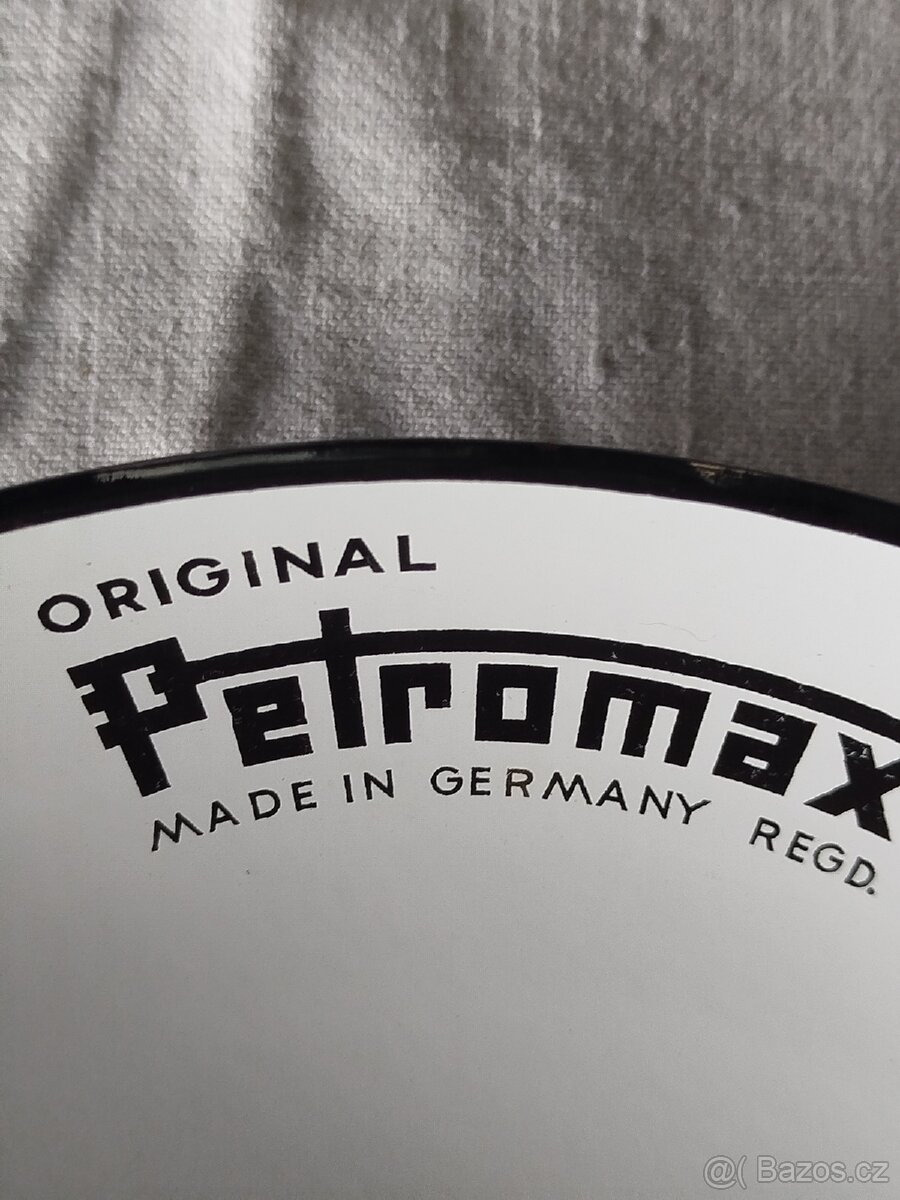 ORIGINAL
Petromax
MADE IN GERMANY REGD.
@( Bazos.cz